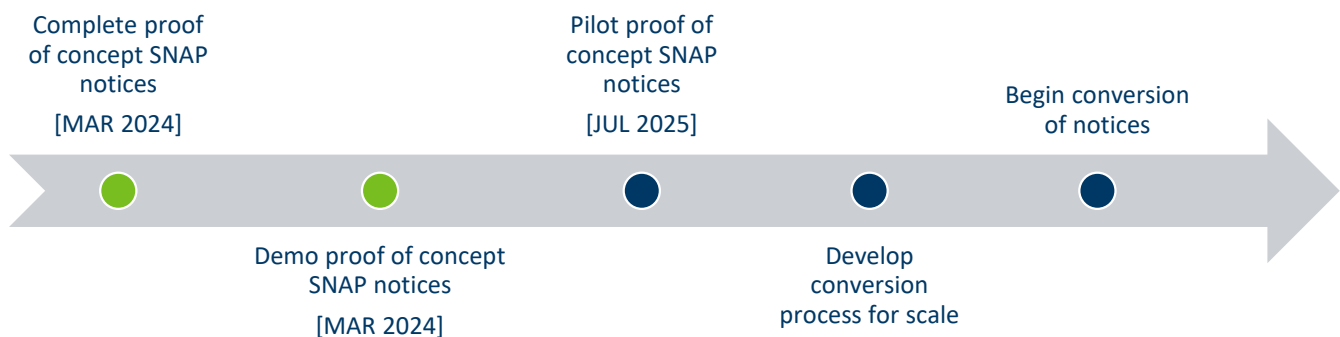 Complete proof
of concept SNAP
notices
[MAR 2024]
Demo proof of concept
SNAP notices
[MAR 2024]
Pilot proof of
concept SNAP
notices
[JUL 2025]
Develop
conversion
process for scale
Begin conversion
of notices